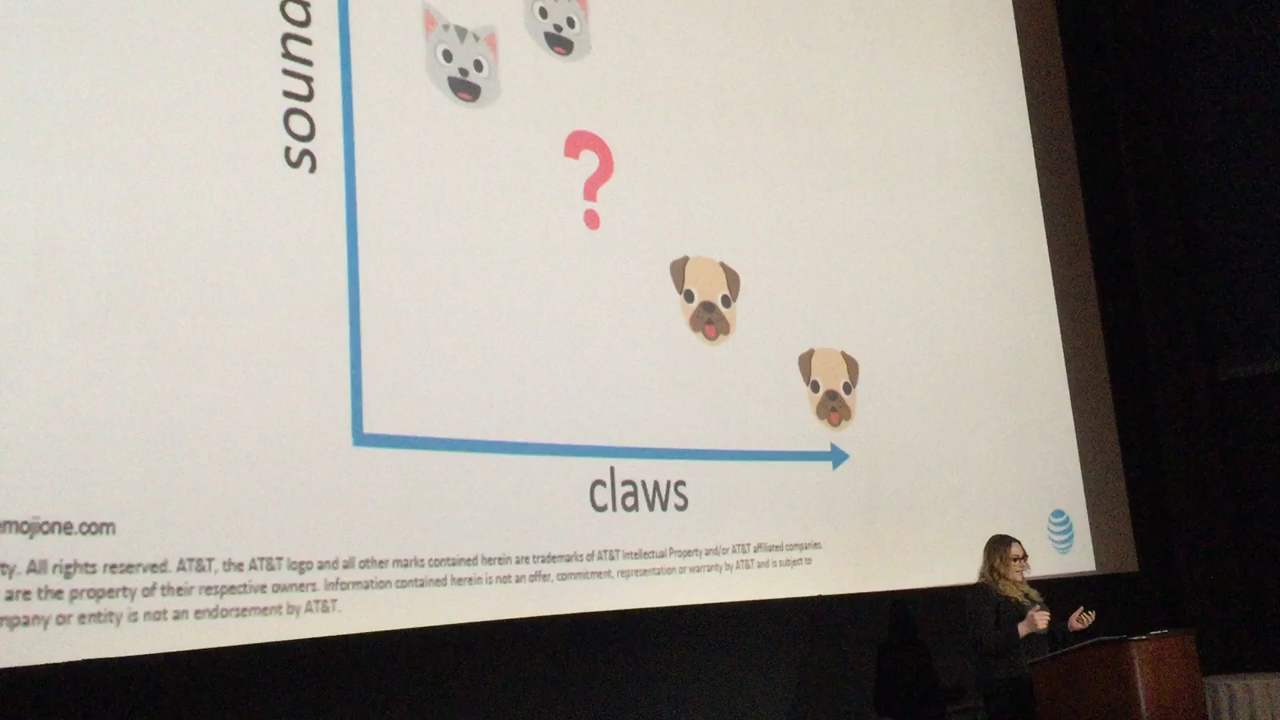 sound
?
claws
emojione.com
ty. All rights reserved. AT&T, the AT&T logo and all other marks contained herein are trademarks of AT&T Intellectual Property and/or AT&T affiliated companies.
are the property of their respective owners. Information contained herein is not an offer, commitment, representation or warranty by AT&T and is subject to
mpany or entity is not an endorsement by AT&T.